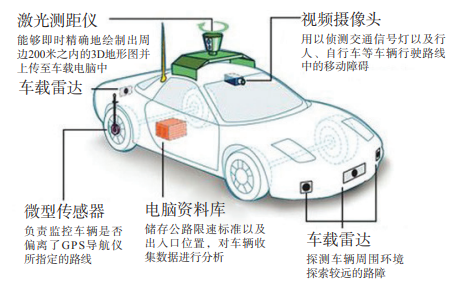 激光测距仪
能够即时精确地绘制出周
边200米之内的3D地形图并
上传至车载电脑中
车载雷达
视频摄像头
用以侦测交通信号灯以及行
人、自行车等车辆行驶路线
中的移动障碍
微型传感器
负责监控车辆是否
偏离了GPS导航仪
所指定的路线
电脑资料库
储存公路限速标准以及
出入口位置，对车辆收
集数据进行分析
车载雷达
探测车辆周围环境
探索较远的路障